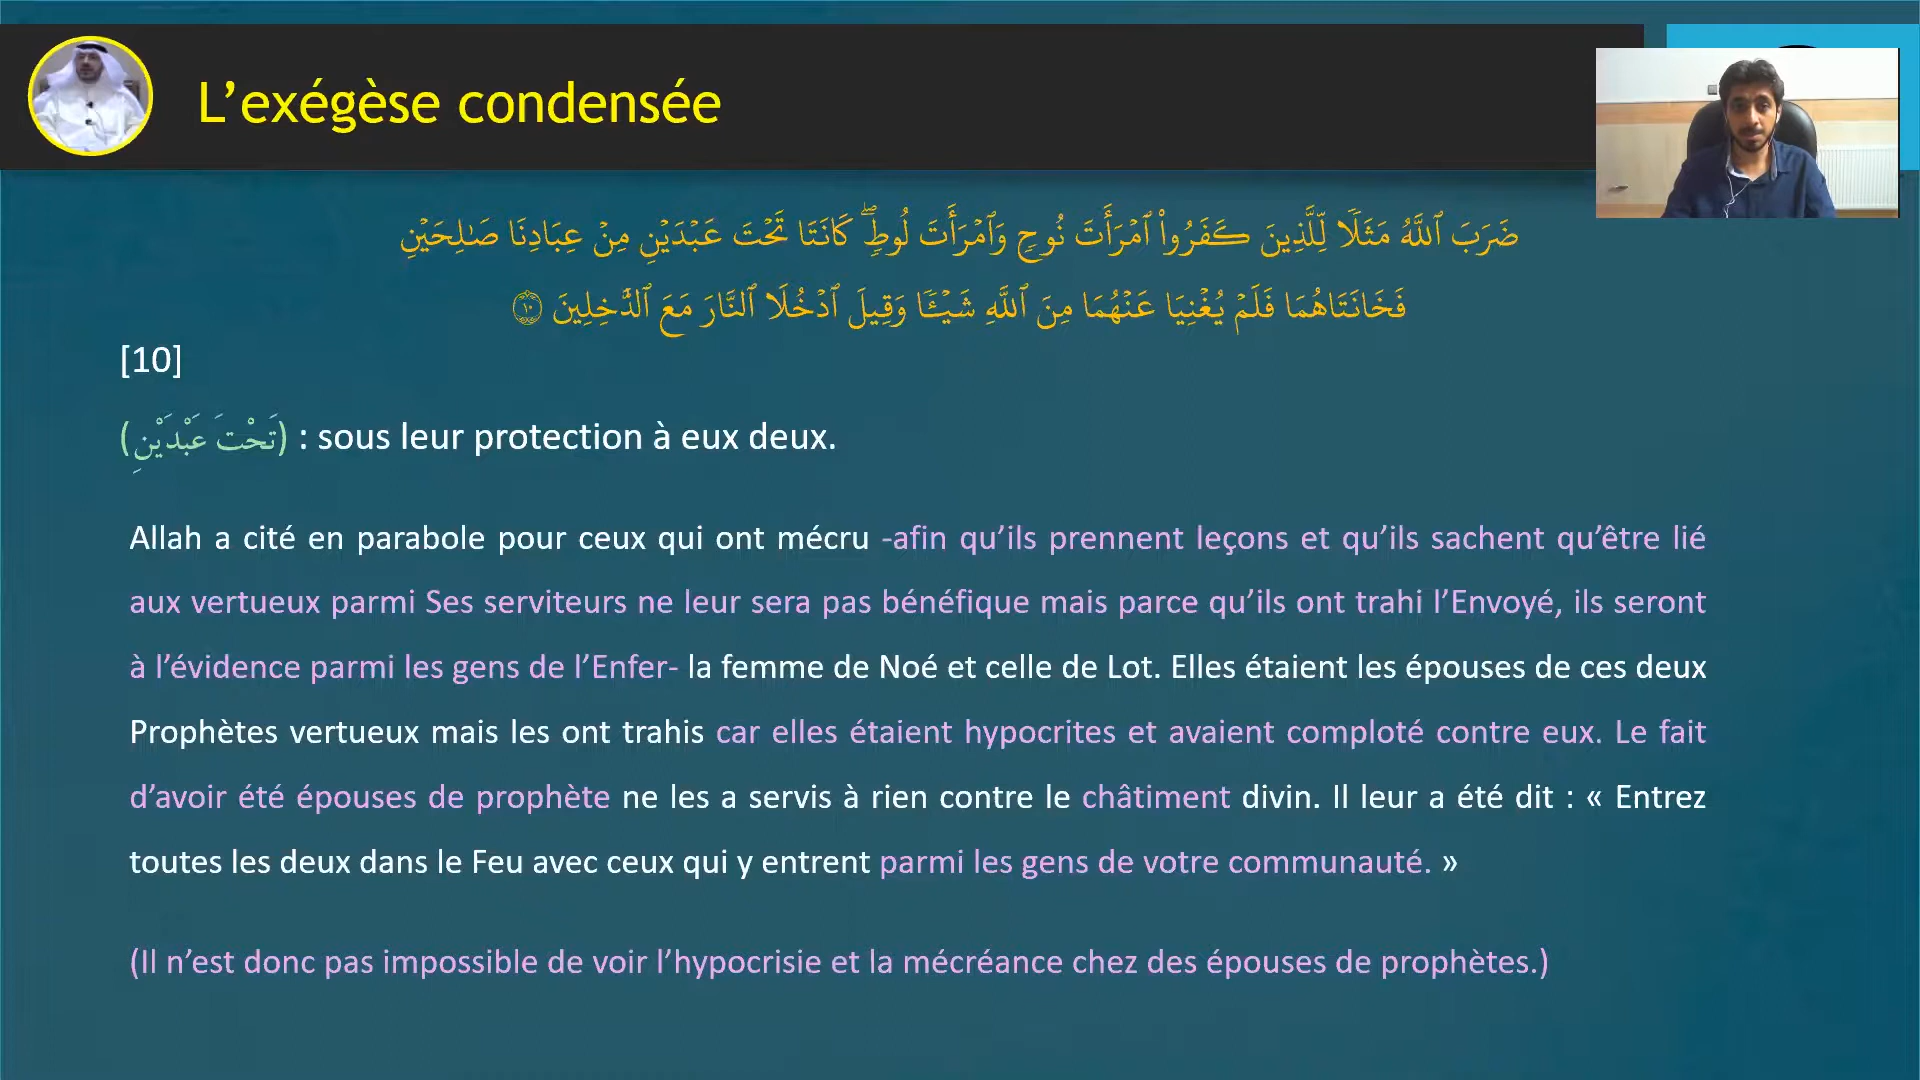 L’exégèse condensée
ضَرَبَ ٱللَّهُ مَثَلًا لِّلَّذِينَ كَفَرُوا۟ ٱمْرَأَتَ نُوحٍ وَٱمْرَأَتَ لُوطٍ ۖ كَانَتَا تَحْتَ عَبْدَيْنِ مِنْ عِبَادِنَا صَـٰلِحَيْنِ
فَخَانَتَاهُمَا فَلَمْ يُغْنِيَا عَنْهُمَا مِنَ ٱللَّهِ شَيْـًٔا وَقِيلَ ٱدْخُلَا ٱلنَّارَ مَعَ ٱلدَّٰخِلِينَ ١٠
[10]
(تَحْتَ عَبْدَيْنِ) : sous leur protection à eux deux.
Allah a cité en parabole pour ceux qui ont mécru -afin qu’ils prennent leçons et qu’ils sachent qu’être lié
aux vertueux parmi Ses serviteurs ne leur sera pas bénéfique mais parce qu’ils ont trahi l’Envoyé, ils seront
à l’évidence parmi les gens de l’Enfer- la femme de Noé et celle de Lot. Elles étaient les épouses de ces deux
Prophètes vertueux mais les ont trahis car elles étaient hypocrites et avaient comploté contre eux. Le fait
d’avoir été épouses de prophète ne les a servis à rien contre le châtiment divin. Il leur a été dit : « Entrez
toutes les deux dans le Feu avec ceux qui y entrent parmi les gens de votre communauté. »
(Il n’est donc pas impossible de voir l’hypocrisie et la mécréance chez des épouses de prophètes.)